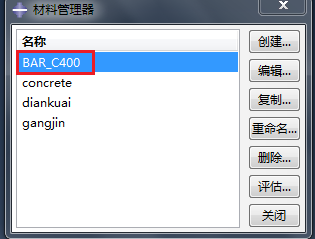 材料管理器
X
名称
BAR_C400
concrete
diankuai
gangjin
创建...
编辑...
复制...
重命名...
删除...
评估...
关闭